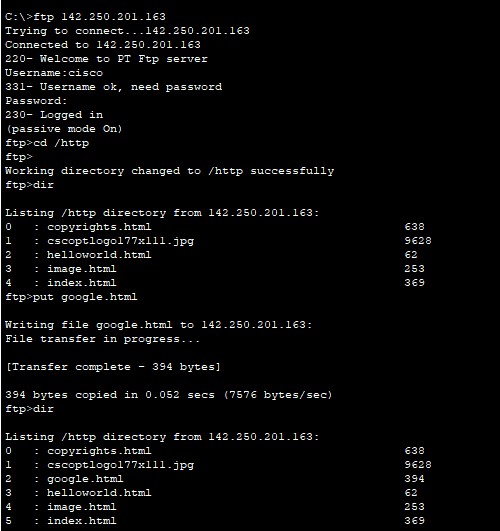 C:\>ftp 142.250.201.163
Trying to connect...142.250.201.163
Connected to 142.250.201.163
220- Welcome to PT Ftp server
Username:cisco
331- Username ok, need password
Password:
230- Logged in
(passive mode On)
ftp>cd /http
ftp>
Working directory changed to /http successfully
ftp>dir
Listing /http directory from 142.250.201.163:
0 : copyrights.html 638
1 : cscoptlogo177x111.jpg 9628
2 : helloworld.html 62
3 : image.html 253
4 : index.html 369
ftp>put google.html
Writing file google.html to 142.250.201.163:
File transfer in progress...
[Transfer complete - 394 bytes]
394 bytes copied in 0.052 secs (7576 bytes/sec)
ftp>dir
Listing /http directory from 142.250.201.163:
0 : copyrights.html 638
1 : cscoptlogo177x111.jpg 9628
2 : google.html 394
3 : helloworld.html 62
4 : image.html 253
5 : index.html 369